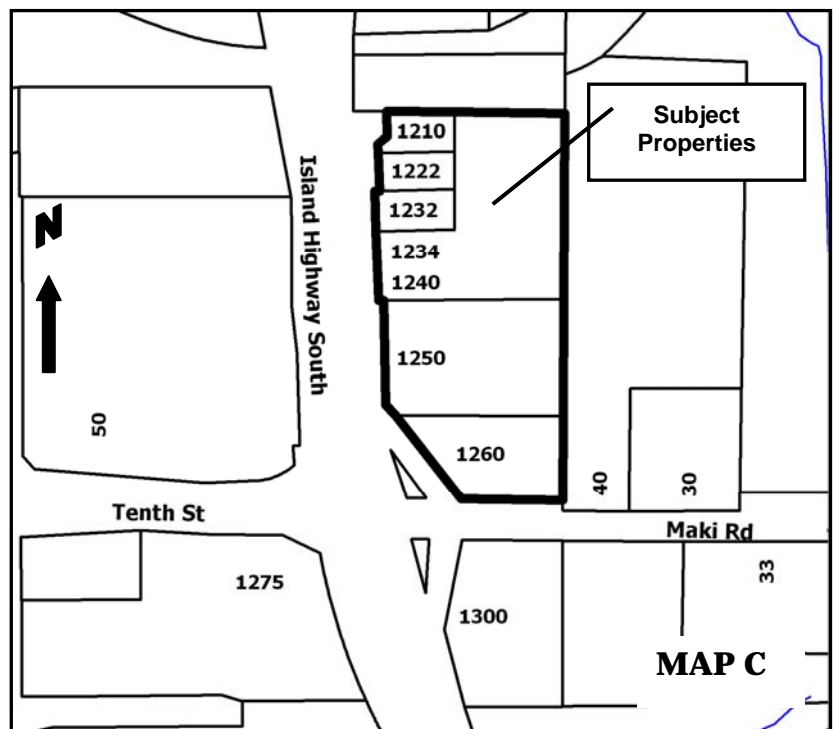 1210
Subject
Properties
1222
1232
N
Island Highway South
1234
1240
1250
50
1260
40
30
Tenth St
Maki Rd
1275
33
1300
MAP C